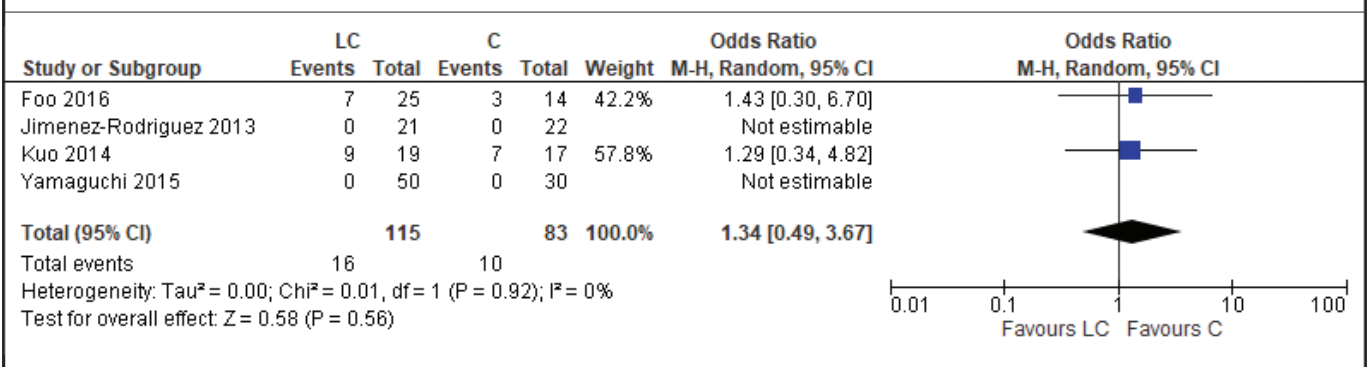 LC C Odds Ratio Odds Ratio
Study or Subgroup Events Total Events Total Weight M-H, Random, 95% CI M-H, Random, 95% CI
Foo 2016 7 25 3 14 42.2% 1.43 [0.30, 6.70]
Jimenez-Rodriguez 2013 0 21 0 22 Not estimable
Kuo 2014 9 19 7 17 57.8% 1.29 [0.34, 4.82]
Yamaguchi 2015 0 50 0 30 Not estimable
Total (95% CI) 115 83 100.0% 1.34 [0.49, 3.67]
Total events 16 10
Heterogeneity: Tau² = 0.00; Chi² = 0.01, df = 1 (P = 0.92); I² = 0%
Test for overall effect: Z = 0.58 (P = 0.56)
0.01 0.1 1 10 100
Favours LC Favours C